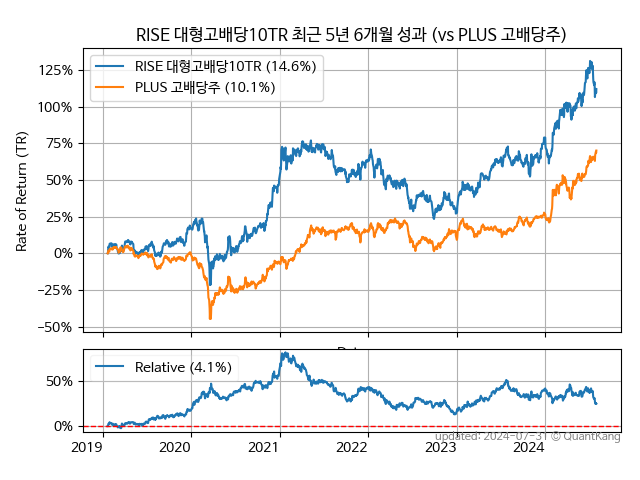 RISE 대형고배당10TR 최근 5년 6개월 성과 (vs PLUS 고배당주)
RISE 대형고배당10TR (14.6%)
PLUS 고배당주 (10.1%)
Rate of Return (TR)
125%
100%
75%
50%
25%
0%
−25%
−50%
Relative (4.1%)
50%
0%
2019 2020 2021 2022 2023 2024
updated: 2024-07-31 © QuantKang